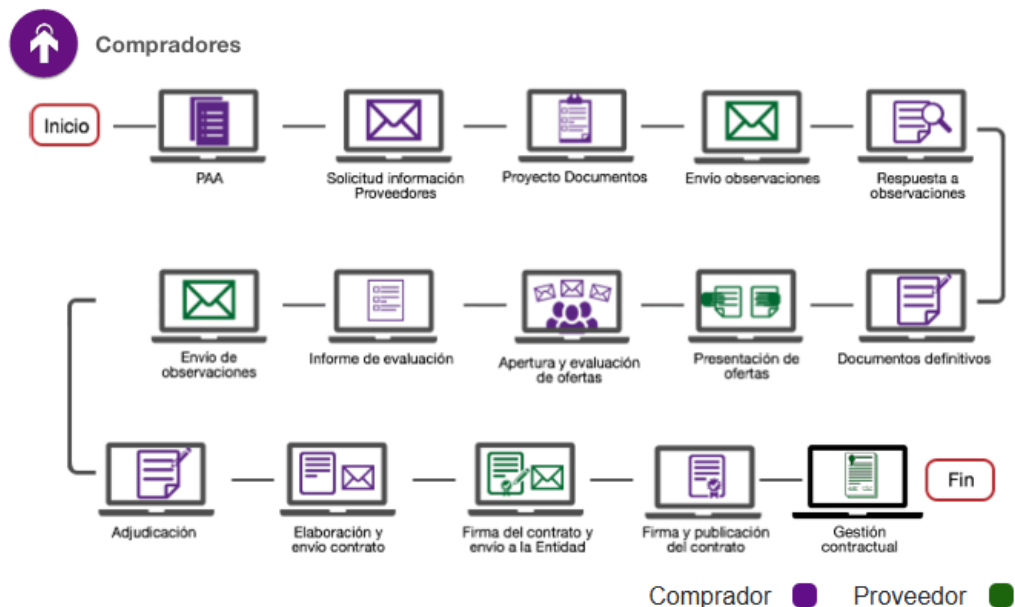 Compradores
Inicio
PAA
Solicitud información
Proveedores
Proyecto Documentos
Envío observaciones
Respuesta a
observaciones
Envío de
observaciones
Informe de evaluación
Apertura y evaluación
de ofertas
Presentación de
ofertas
Documentos definitivos
Adjudicación
Elaboración y
envío contrato
Firma del contrato y
envío a la Entidad
Firma y publicación
del contrato
Gestión
contractual
Fin
Comprador
Proveedor